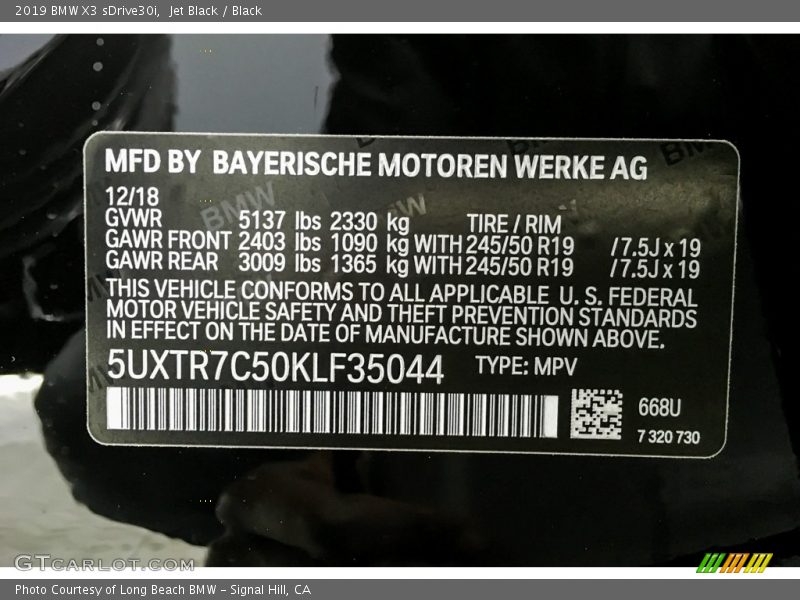 2019 BMW X3 sDrive30i, Jet Black / Black
MFD BY BAYERISCHE MOTOREN WERKE AG
12/18
GVWR 5137 lbs 2330 kg TIRE / RIM
GAWR FRONT 2403 lbs 1090 kg WITH 245/50 R19 /7.5J x 19
GAWR REAR 3009 lbs 1365 kg WITH 245/50 R19 /7.5J x 19
THIS VEHICLE CONFORMS TO ALL APPLICABLE U. S. FEDERAL
MOTOR VEHICLE SAFETY AND THEFT PREVENTION STANDARDS
IN EFFECT ON THE DATE OF MANUFACTURE SHOWN ABOVE.
5UXTR7C50KLF35044 TYPE: MPV
668U
7 320 730
GTCARLOT.COM
Photo Courtesy of Long Beach BMW - Signal Hill, CA